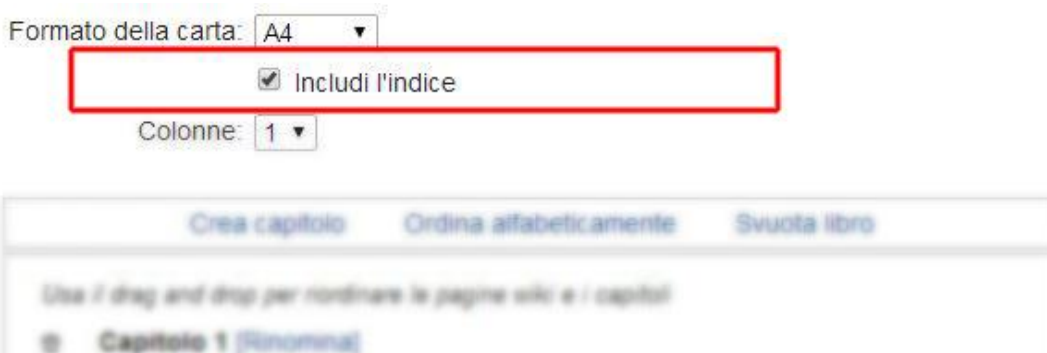 Formato della carta: A4
Includi l'indice
Colonne: 1
Crea capitolo Ordina alfabeticamente Svuota libro
Usa il drag and drop per riordinare le pagine wiki e i capitoli
Capitolo 1 [Rinomina]